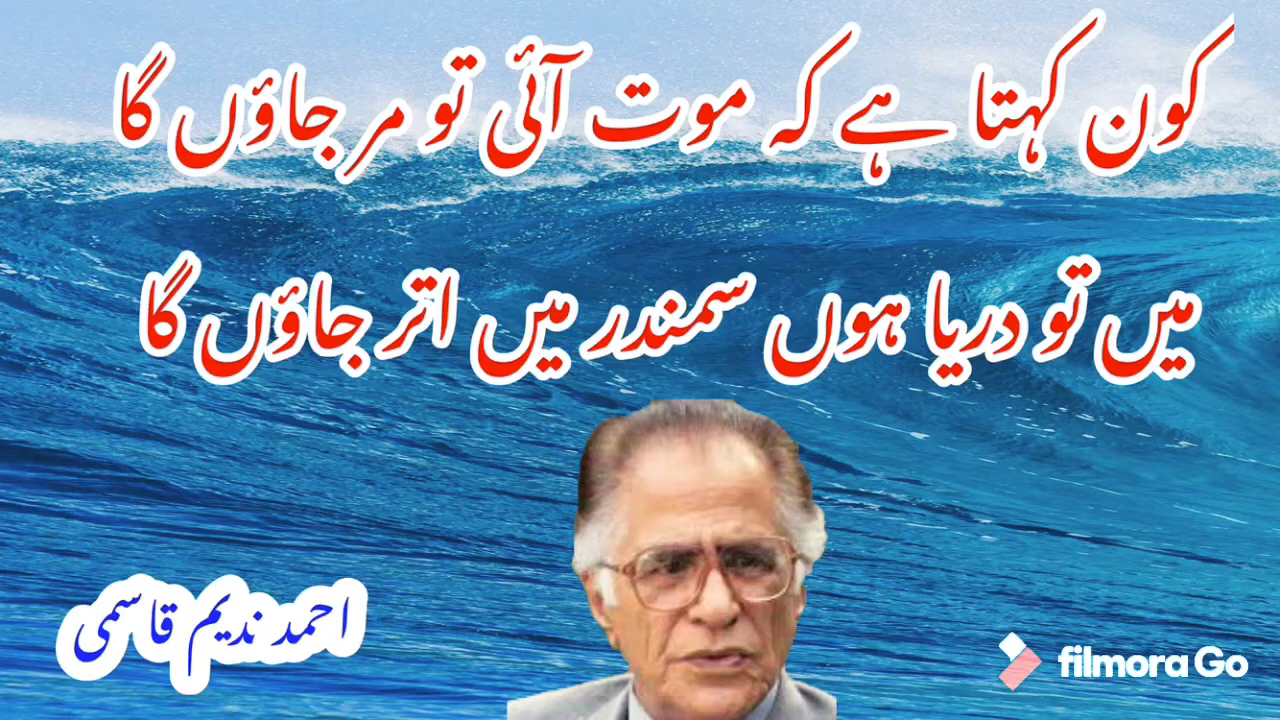 کون کہتا ہے کہ موت آئی تو مر جاؤں گا
میں تو دریا ہوں سمندر میں اتر جاؤں گا
احمد ندیم قاسمی
filmora Go